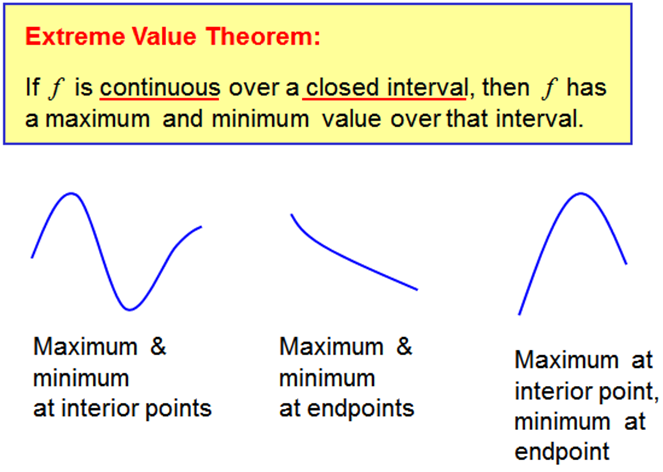 Extreme Value Theorem:
If f is continuous over a closed interval, then f has
a maximum and minimum value over that interval.
Maximum &
minimum
at interior points
Maximum &
minimum
at endpoints
Maximum at
interior point,
minimum at
endpoint